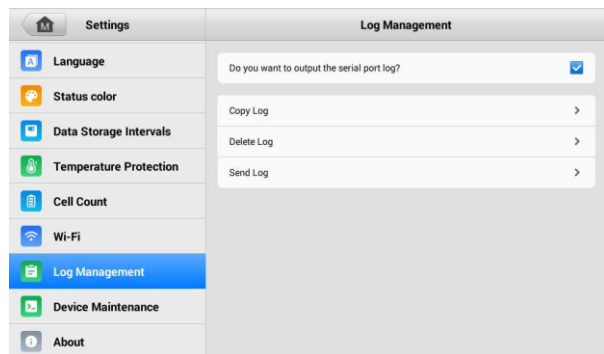 M
Settings
Log Management
Language
Status color
Data Storage Intervals
Temperature Protection
Cell Count
Wi-Fi
Log Management
Device Maintenance
About
Do you want to output the serial port log?
Copy Log
Delete Log
Send Log